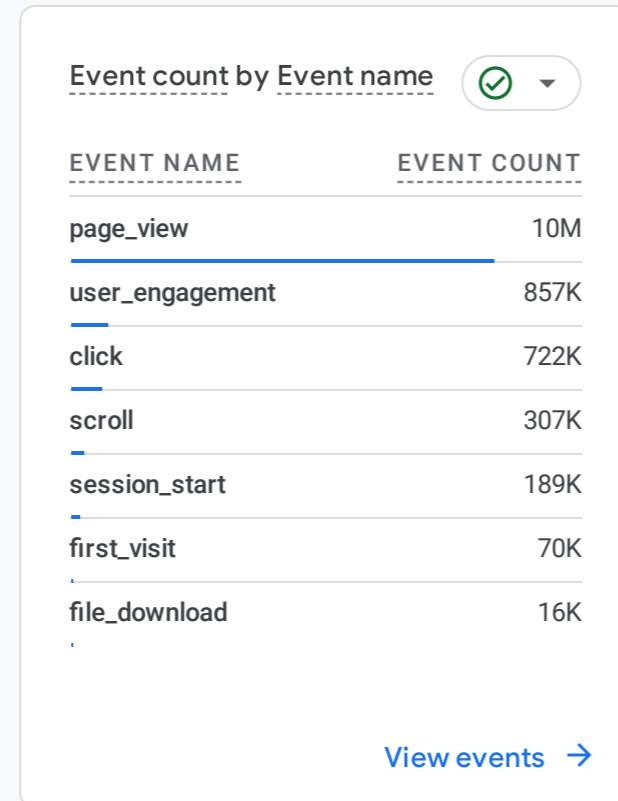 Event count by Event name
EVENT NAME EVENT COUNT
page_view 10M
user_engagement 857K
click 722K
scroll 307K
session_start 189K
first_visit 70K
file_download 16K
View events